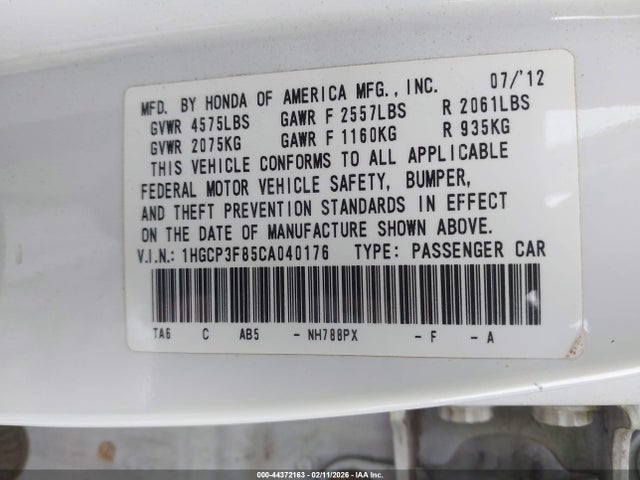 MFD. BY HONDA OF AMERICA MFG., INC. 07/'12
GVWR 4575LBS GAWR F 2557LBS R 2061LBS
GVWR 2075KG GAWR F 1160KG R 935KG
THIS VEHICLE CONFORMS TO ALL APPLICABLE
FEDERAL MOTOR VEHICLE SAFETY, BUMPER,
AND THEFT PREVENTION STANDARDS IN EFFECT
ON THE DATE OF MANUFACTURE SHOWN ABOVE.
V.I.N.: 1HGCP3F85CA040176 TYPE: PASSENGER CAR
TA6 C AB5 - NH788PX - F - A
000-44372163 - 02/11/2026 - IAA Inc.